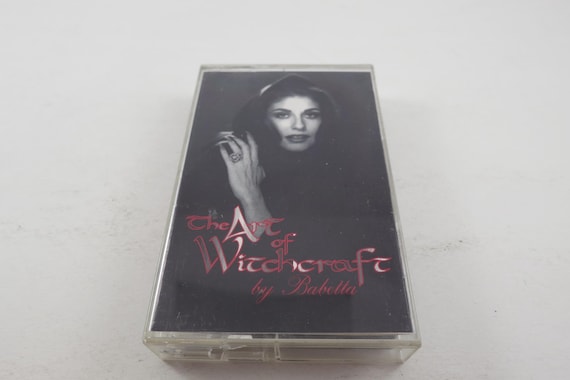 The Art
of
Witchcraft
by Babetta